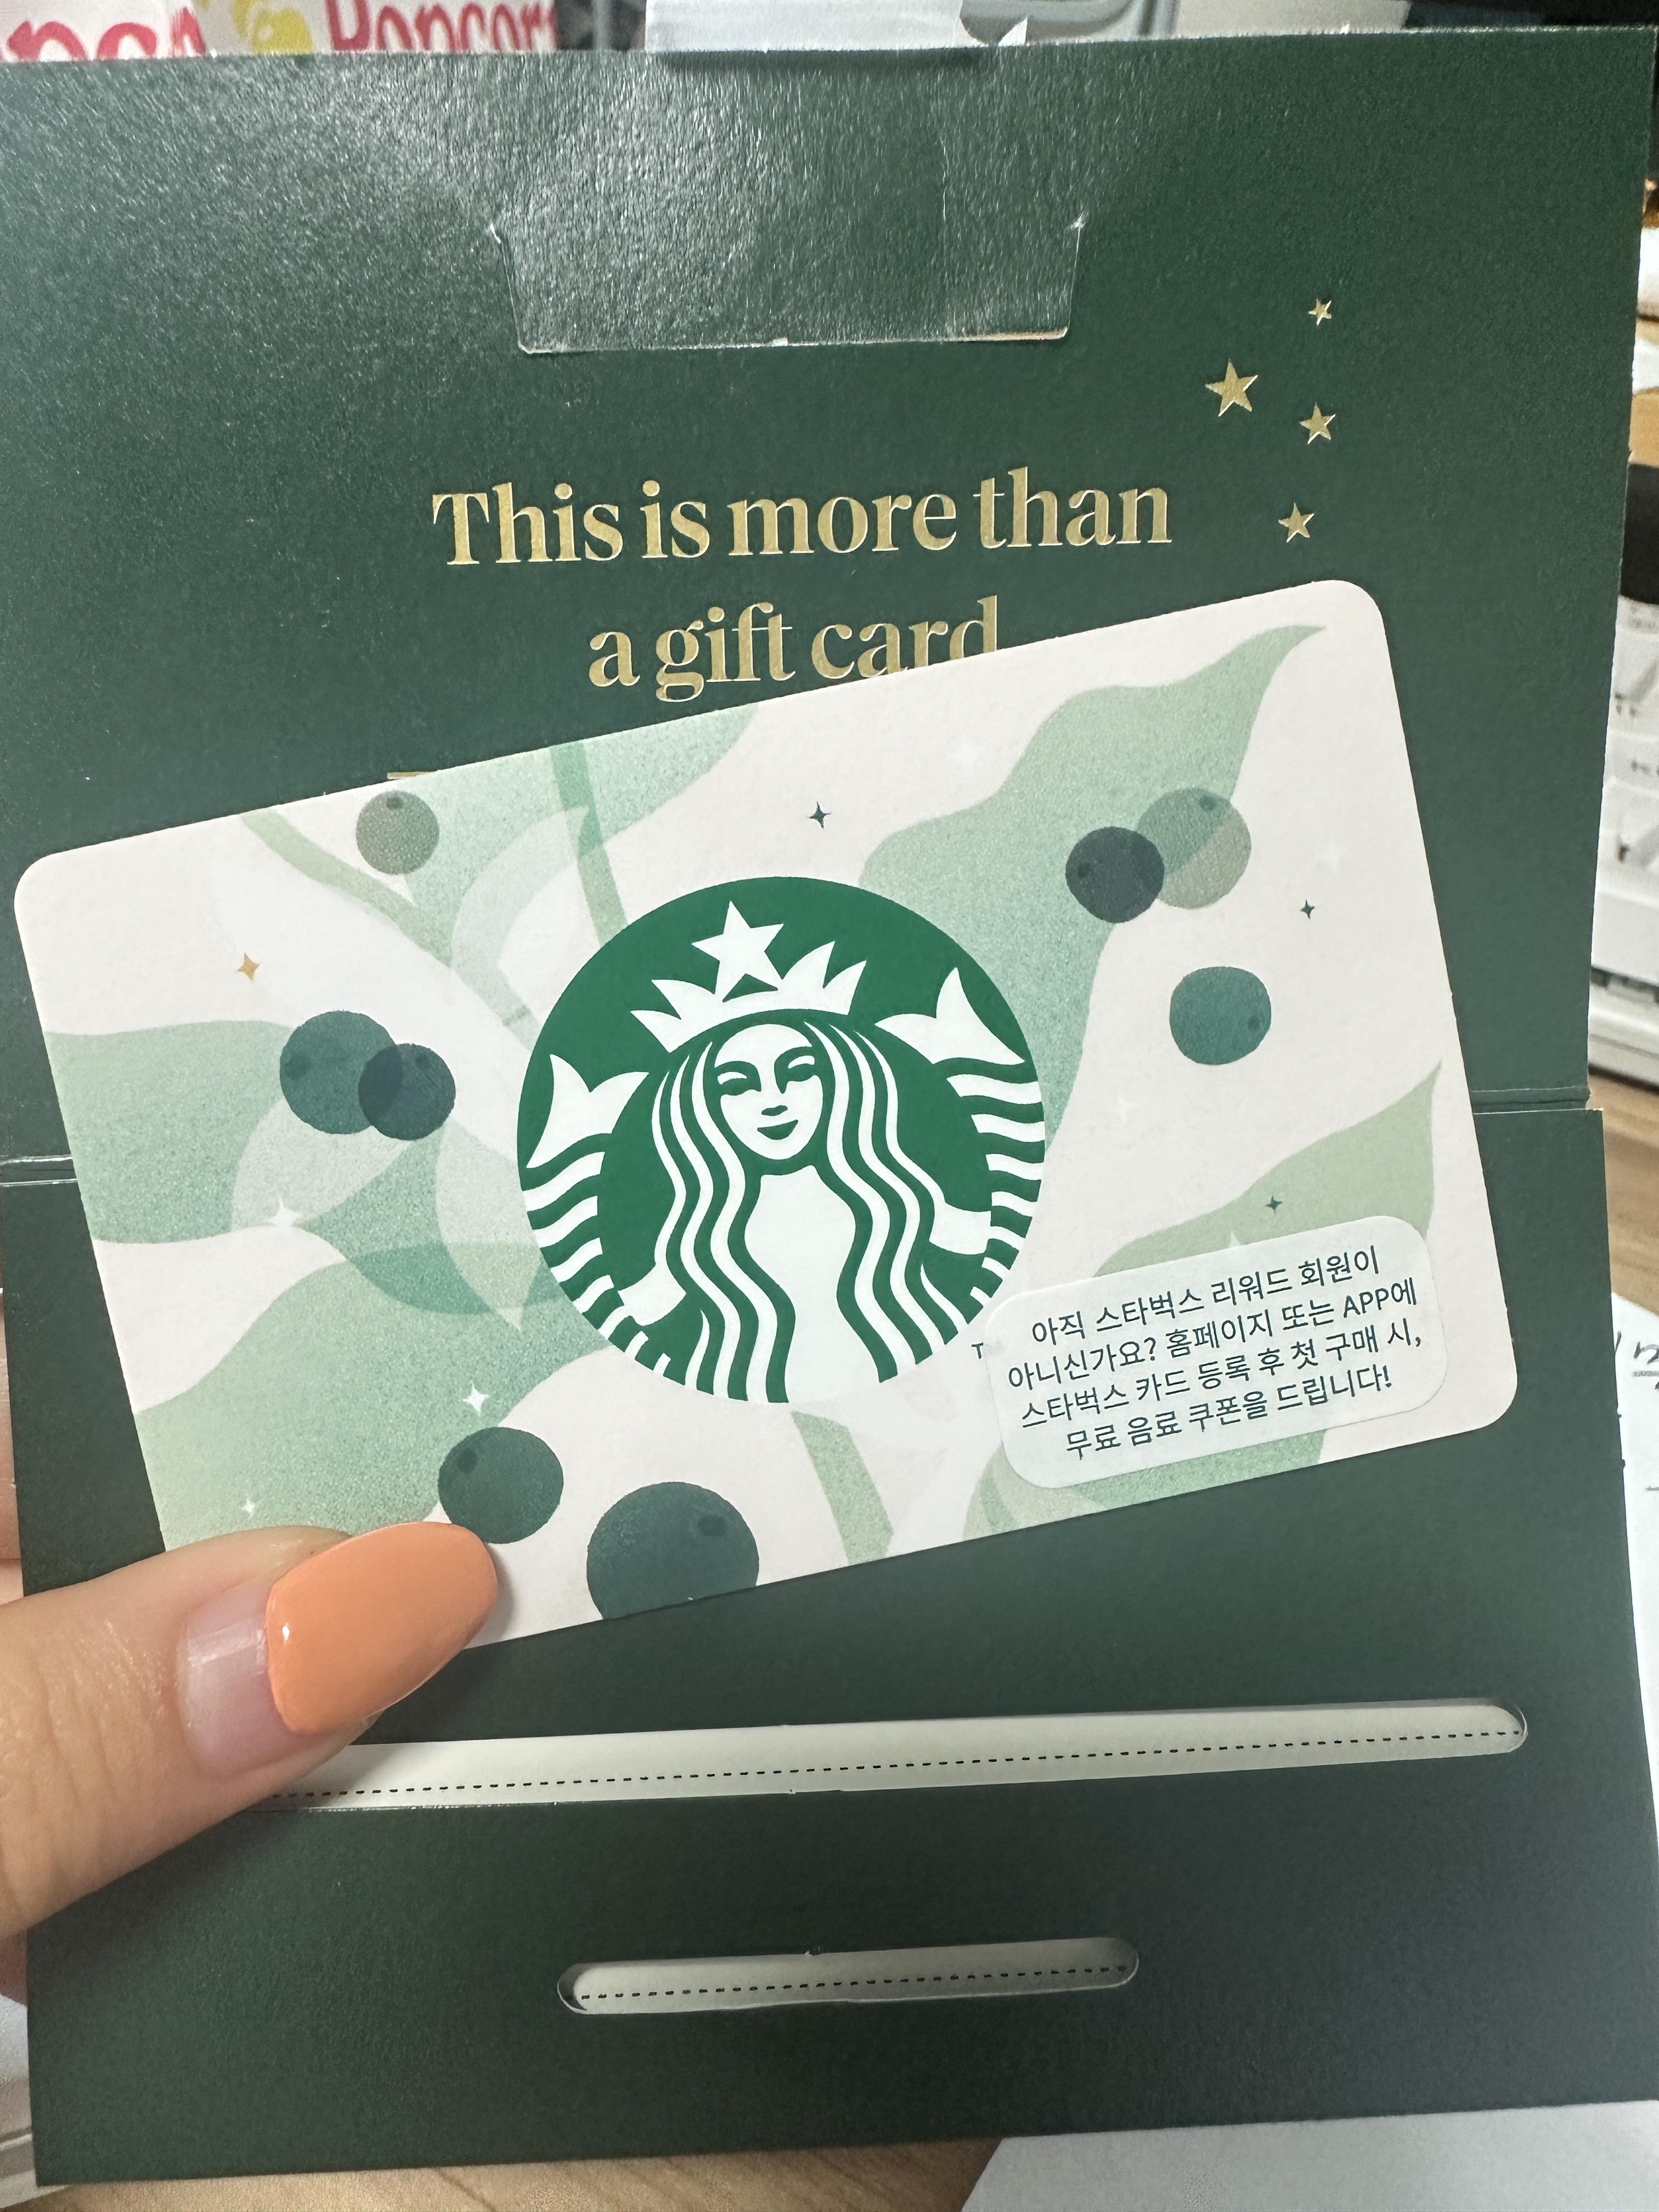 Popcorn
This is more than
a gift card
아직 스타벅스 리워드 회원이
아니신가요? 홈페이지 또는 APP에
스타벅스 카드 등록 후 첫 구매 시,
무료 음료 쿠폰을 드립니다!